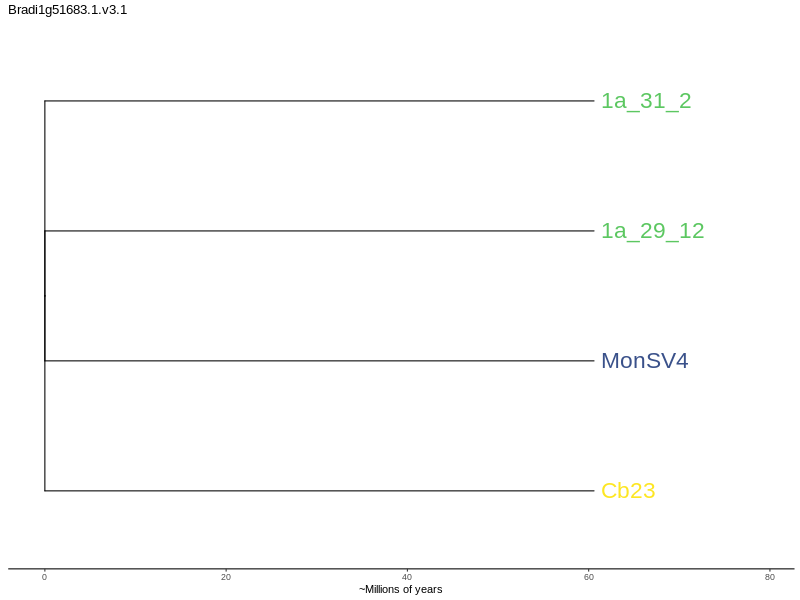 Bradi1g51683.1.v3.1
1a_31_2
1a_29_12
MonSV4
Cb23
0 20 40 60 80
~Millions of years